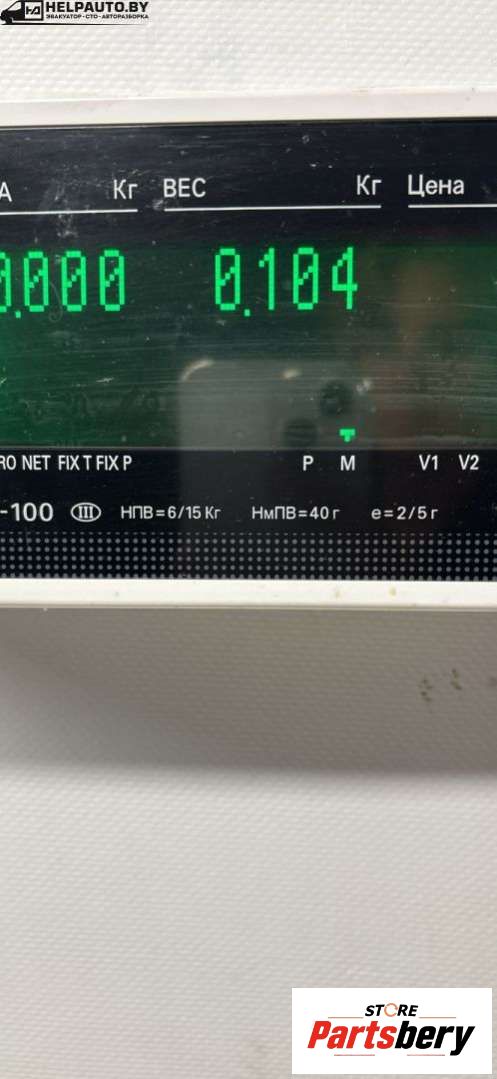 HELPAUTO.BY
ЭВАКУАТОР - СТО - АВТОРАЗБОРКА
А Кг ВЕС Кг Цена
0.000 0.104
RO NET FIX T FIX P P M V1 V2
-100 III НПВ=6/15 Кг НмПВ=40 г e=2/5 г
STORE
Partsbery